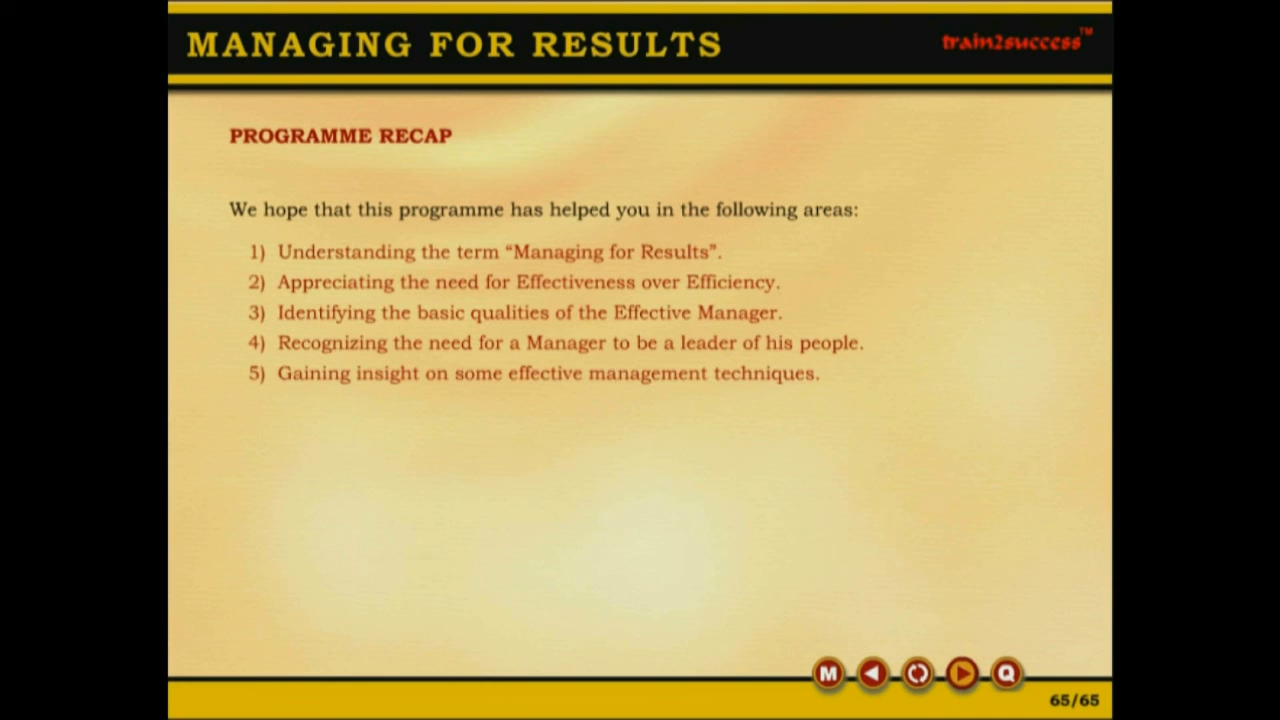 MANAGING FOR RESULTS
train2success™
PROGRAMME RECAP
We hope that this programme has helped you in the following areas:
1) Understanding the term “Managing for Results”.
2) Appreciating the need for Effectiveness over Efficiency.
3) Identifying the basic qualities of the Effective Manager.
4) Recognizing the need for a Manager to be a leader of his people.
5) Gaining insight on some effective management techniques.
M Q
65/65